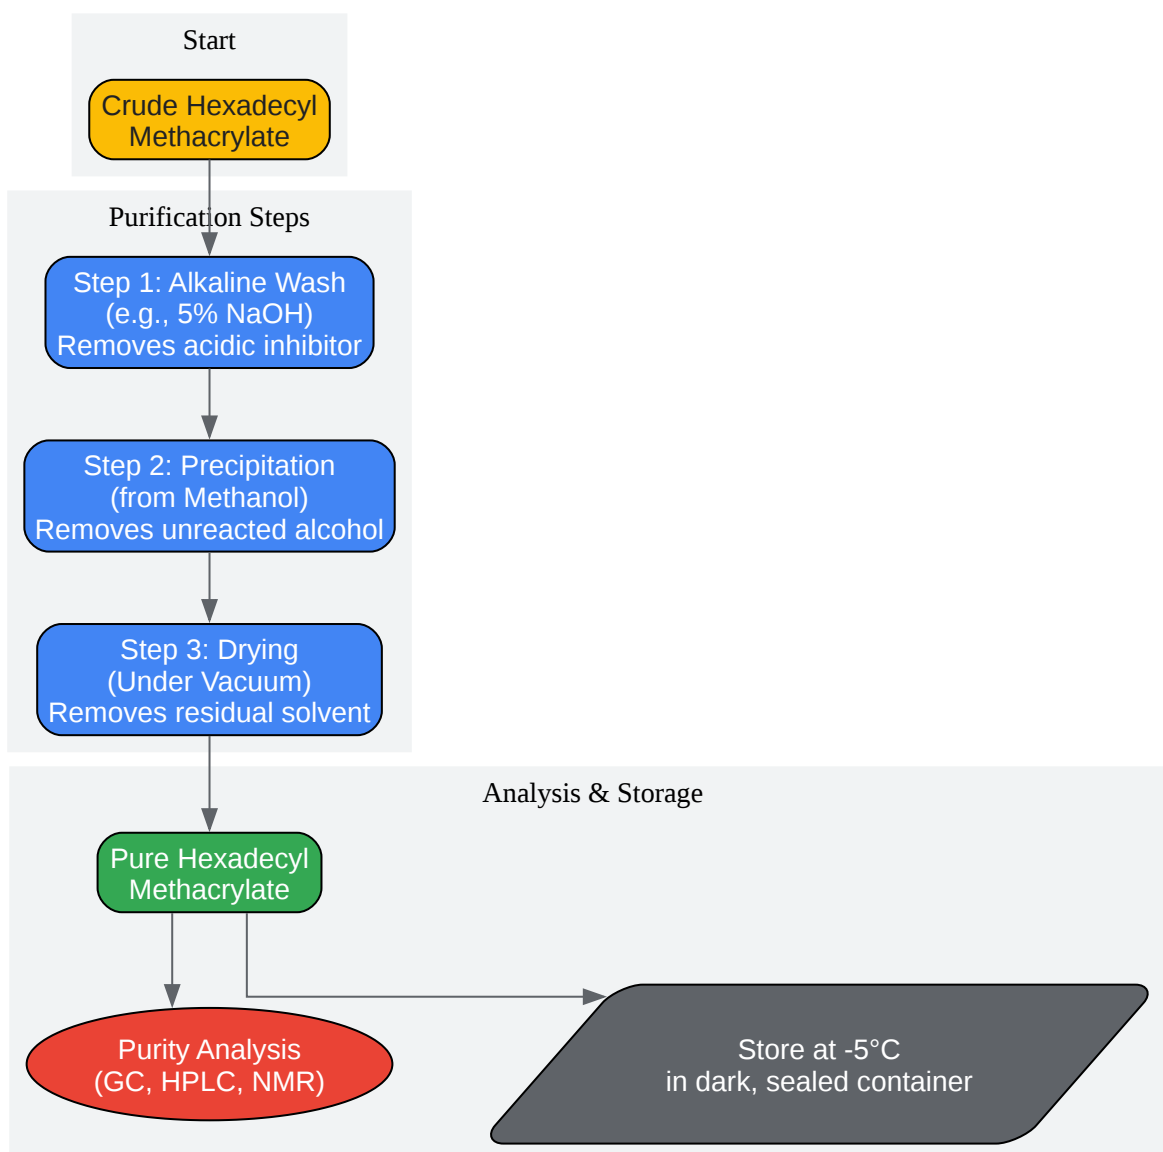 Start
Crude Hexadecyl
Methacrylate
Purification Steps
Step 1: Alkaline Wash
(e.g., 5% NaOH)
Removes acidic inhibitor
Step 2: Precipitation
(from Methanol)
Removes unreacted alcohol
Step 3: Drying
(Under Vacuum)
Removes residual solvent
Analysis & Storage
Pure Hexadecyl
Methacrylate
Purity Analysis
(GC, HPLC, NMR)
Store at -5°C
in dark, sealed container